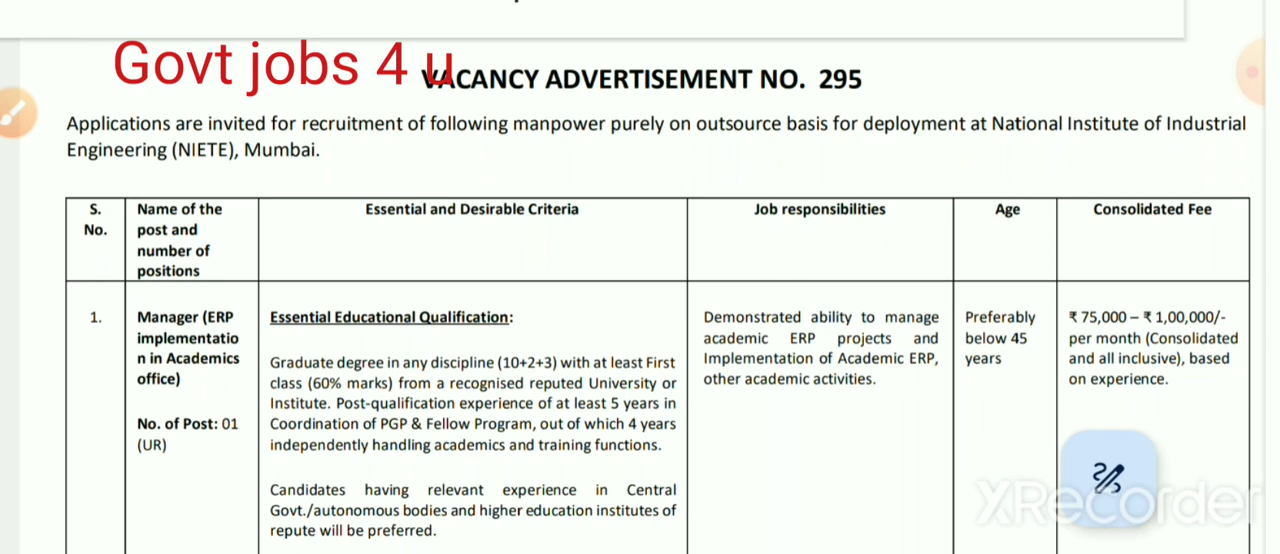 Govt jobs 4 u
VACANCY ADVERTISEMENT NO. 295
Applications are invited for recruitment of following manpower purely on outsource basis for deployment at National Institute of Industrial
Engineering (NIETE), Mumbai.
S.
No.
Name of the
post and
number of
positions
Essential and Desirable Criteria
Job responsibilities
Age
Consolidated Fee
1.
Manager (ERP
implementatio
n in Academics
office)
No. of Post: 01
(UR)
Essential Educational Qualification:
Graduate degree in any discipline (10+2+3) with at least First
class (60% marks) from a recognised reputed University or
Institute. Post-qualification experience of at least 5 years in
Coordination of PGP & Fellow Program, out of which 4 years
independently handling academics and training functions.
Candidates having relevant experience in Central
Govt./autonomous bodies and higher education institutes of
repute will be preferred.
Demonstrated ability to manage
academic ERP projects and
Implementation of Academic ERP,
other academic activities.
Preferably
below 45
years
₹ 75,000 – ₹ 1,00,000/-
per month (Consolidated
and all inclusive), based
on experience.
XRecorder